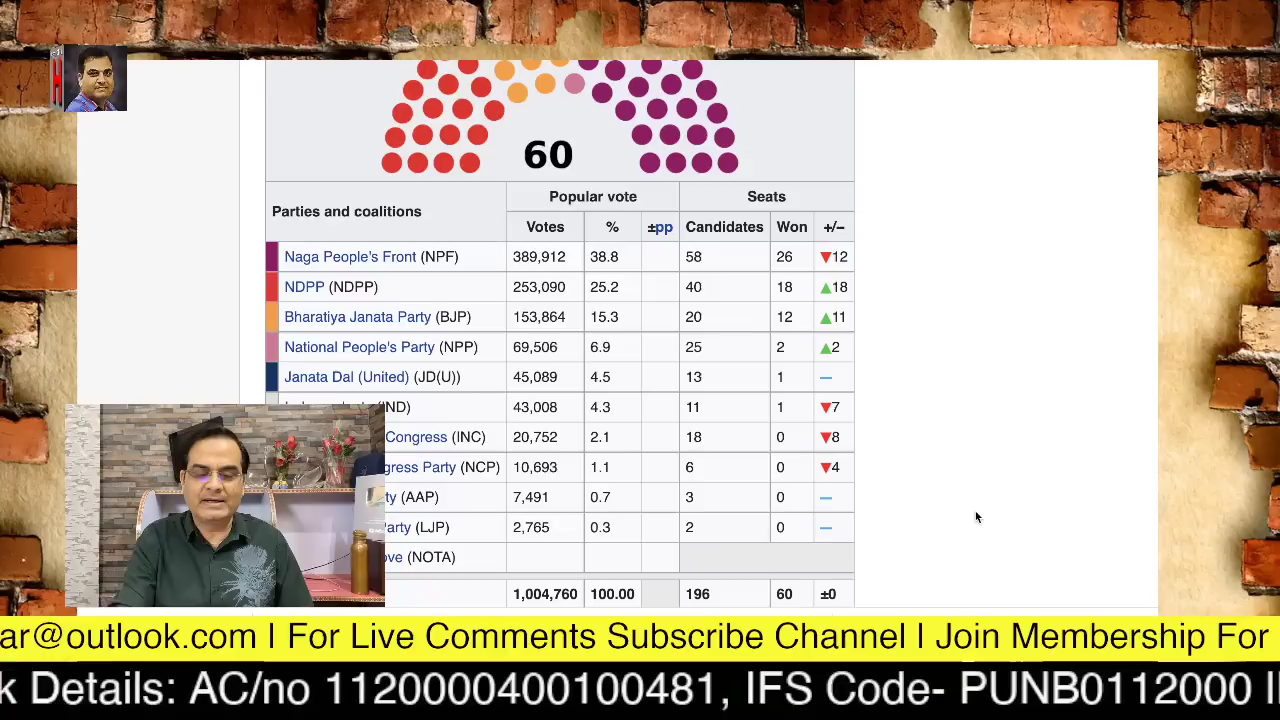 60
Popular vote Seats
Parties and coalitions
Votes % ±pp Candidates Won +/−
Naga People's Front (NPF) 389,912 38.8 58 26 ▼12
NDPP (NDPP) 253,090 25.2 40 18 ▲18
Bharatiya Janata Party (BJP) 153,864 15.3 20 12 ▲11
National People's Party (NPP) 69,506 6.9 25 2 ▲2
Janata Dal (United) (JD(U)) 45,089 4.5 13 1 –
IND) 43,008 4.3 11 1 ▼7
Congress (INC) 20,752 2.1 18 0 ▼8
gress Party (NCP) 10,693 1.1 6 0 ▼4
ty (AAP) 7,491 0.7 3 0 –
arty (LJP) 2,765 0.3 2 0 –
ove (NOTA)
1,004,760 100.00 196 60 ±0
ar@outlook.com I For Live Comments Subscribe Channel I Join Membership For
k Details: AC/no 1120000400100481, IFS Code- PUNB0112000 I